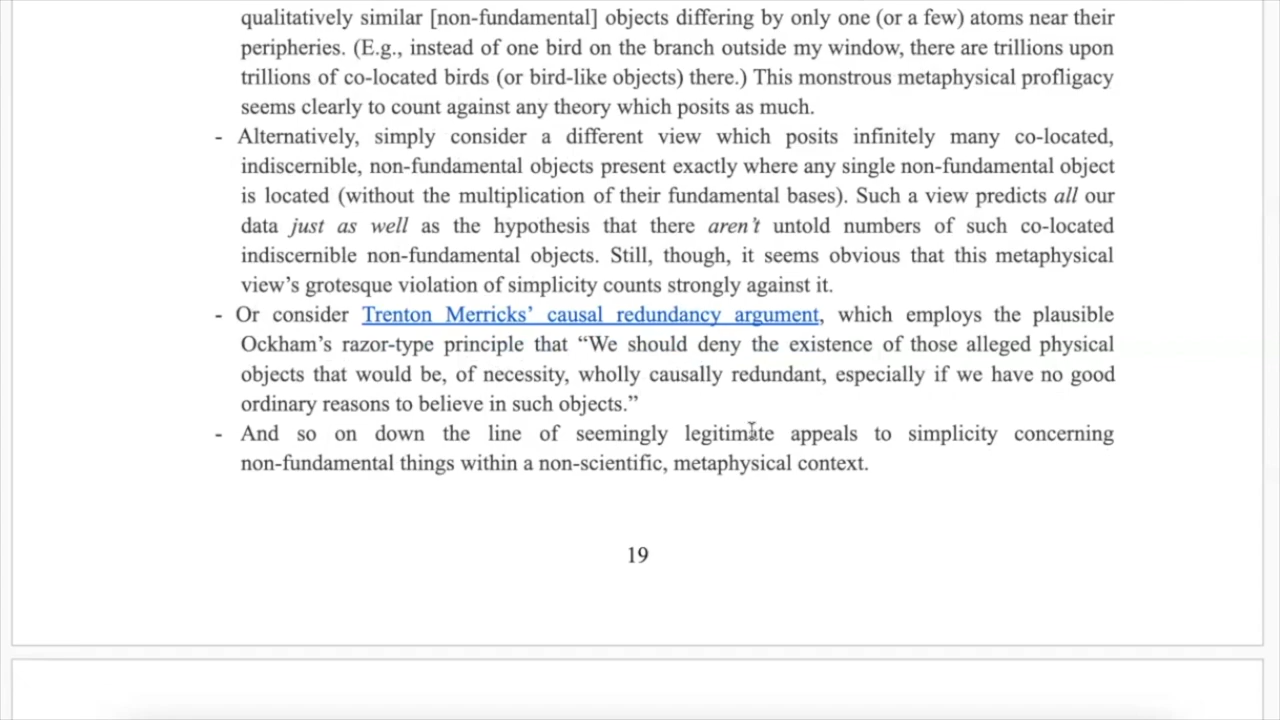 qualitatively similar [non-fundamental] objects differing by only one (or a few) atoms near their
peripheries. (E.g., instead of one bird on the branch outside my window, there are trillions upon
trillions of co-located birds (or bird-like objects) there.) This monstrous metaphysical profligacy
seems clearly to count against any theory which posits as much.
- Alternatively, simply consider a different view which posits infinitely many co-located,
indiscernible, non-fundamental objects present exactly where any single non-fundamental object
is located (without the multiplication of their fundamental bases). Such a view predicts all our
data just as well as the hypothesis that there aren't untold numbers of such co-located
indiscernible non-fundamental objects. Still, though, it seems obvious that this metaphysical
view's grotesque violation of simplicity counts strongly against it.
- Or consider Trenton Merricks' causal redundancy argument, which employs the plausible
Ockham's razor-type principle that “We should deny the existence of those alleged physical
objects that would be, of necessity, wholly causally redundant, especially if we have no good
ordinary reasons to believe in such objects.”
- And so on down the line of seemingly legitimate appeals to simplicity concerning
non-fundamental things within a non-scientific, metaphysical context.
19